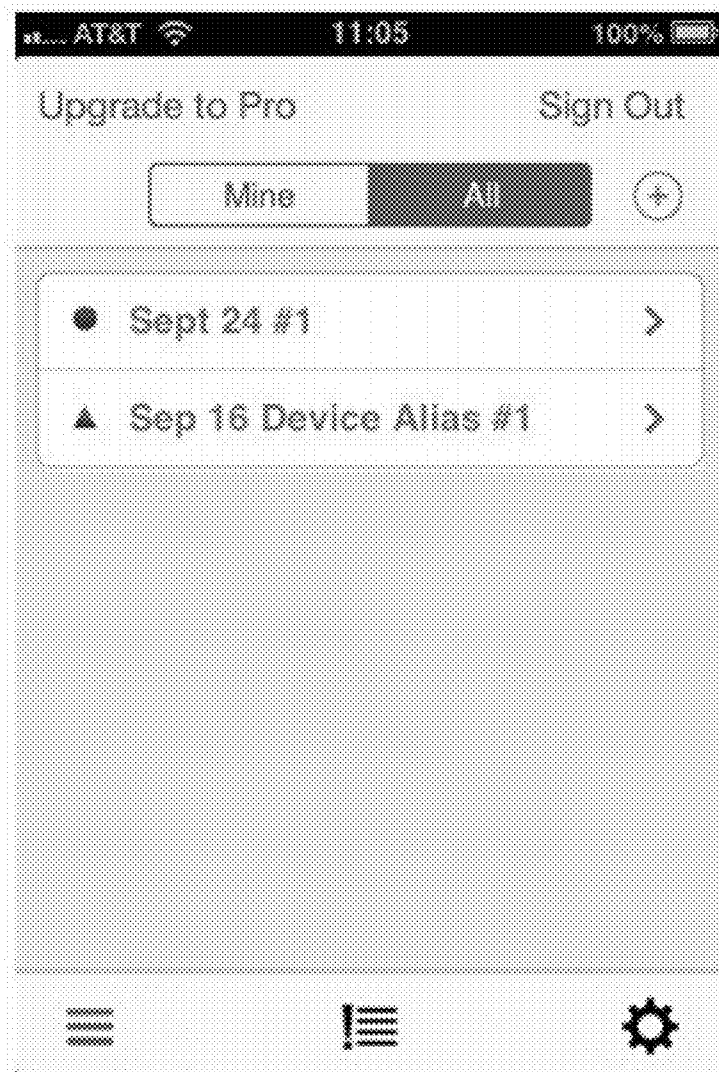 AT&T 11:05 100%
Upgrade to Pro Sign Out
Mine All
Sept 24 #1
Sep 16 Device Alias #1